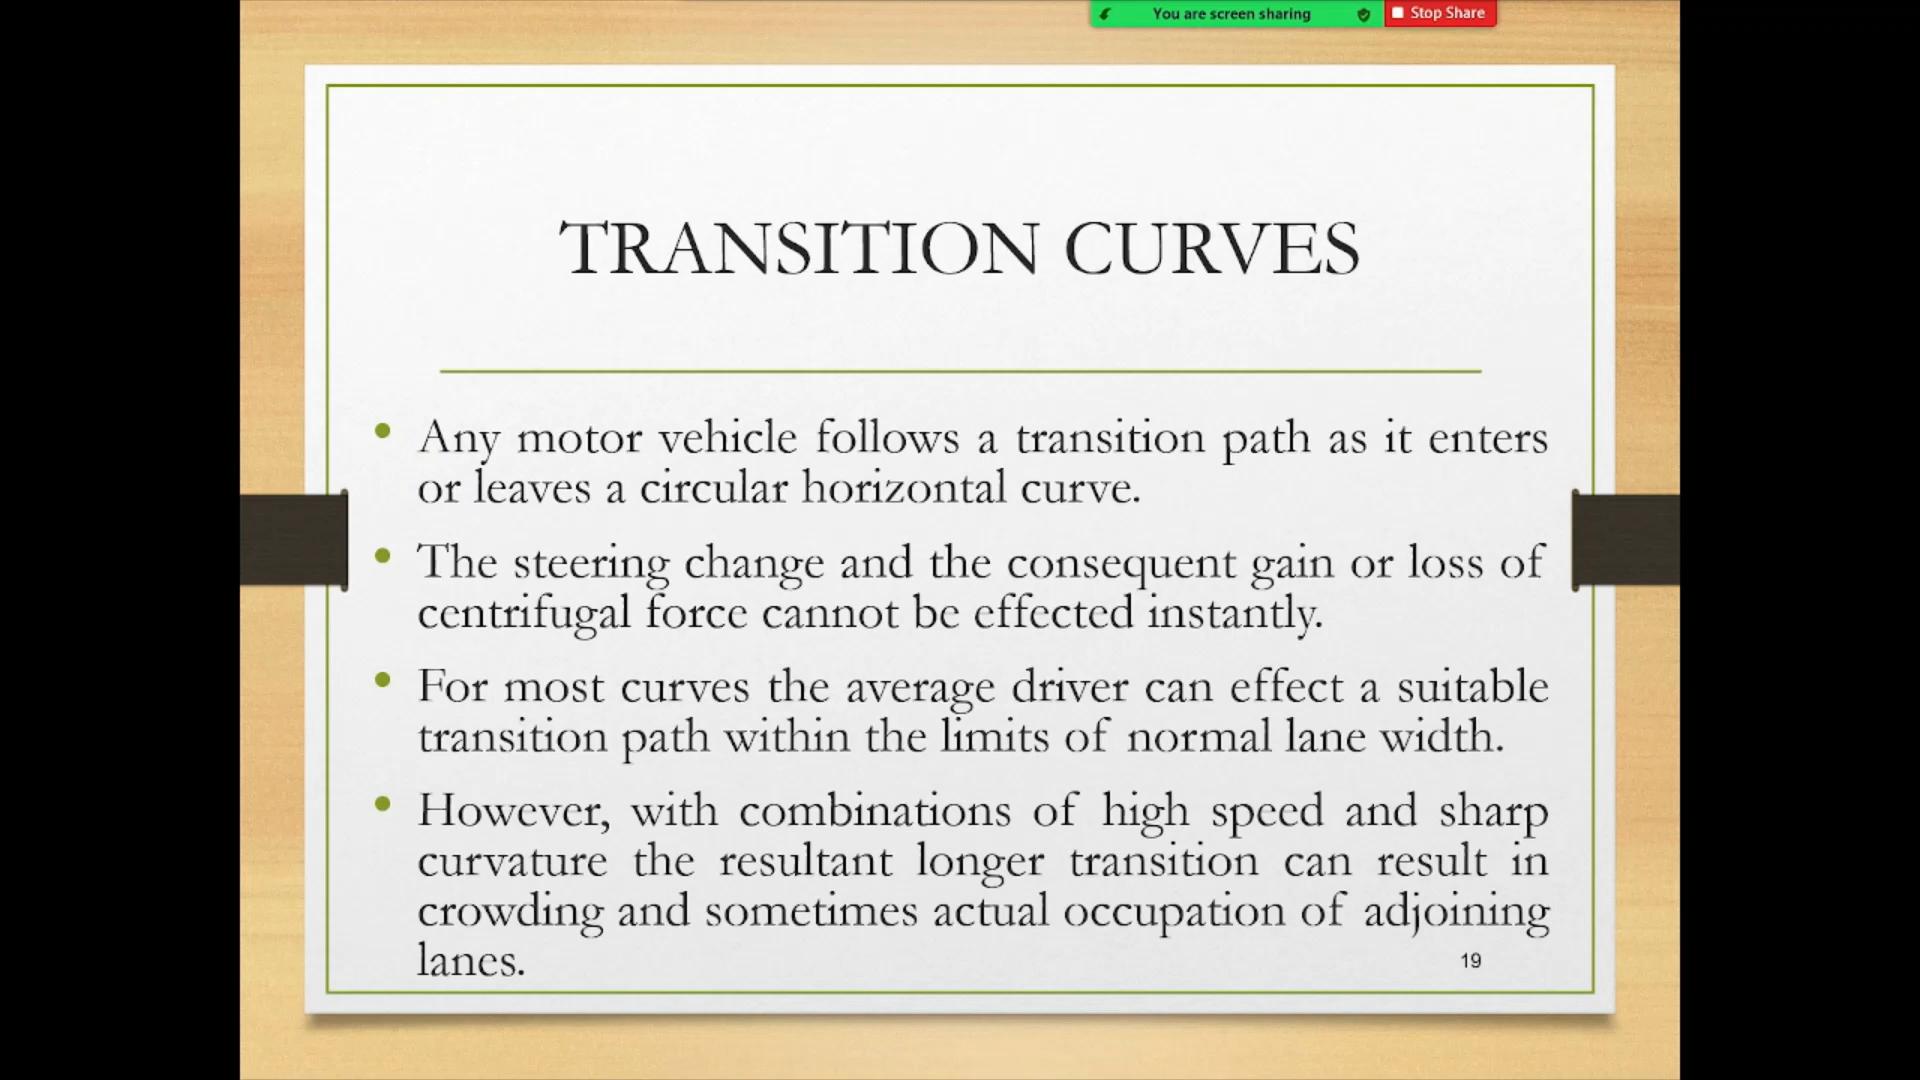 You are screen sharing
Stop Share
TRANSITION CURVES
• Any motor vehicle follows a transition path as it enters
or leaves a circular horizontal curve.
• The steering change and the consequent gain or loss of
centrifugal force cannot be effected instantly.
• For most curves the average driver can effect a suitable
transition path within the limits of normal lane width.
• However, with combinations of high speed and sharp
curvature the resultant longer transition can result in
crowding and sometimes actual occupation of adjoining
lanes.
19